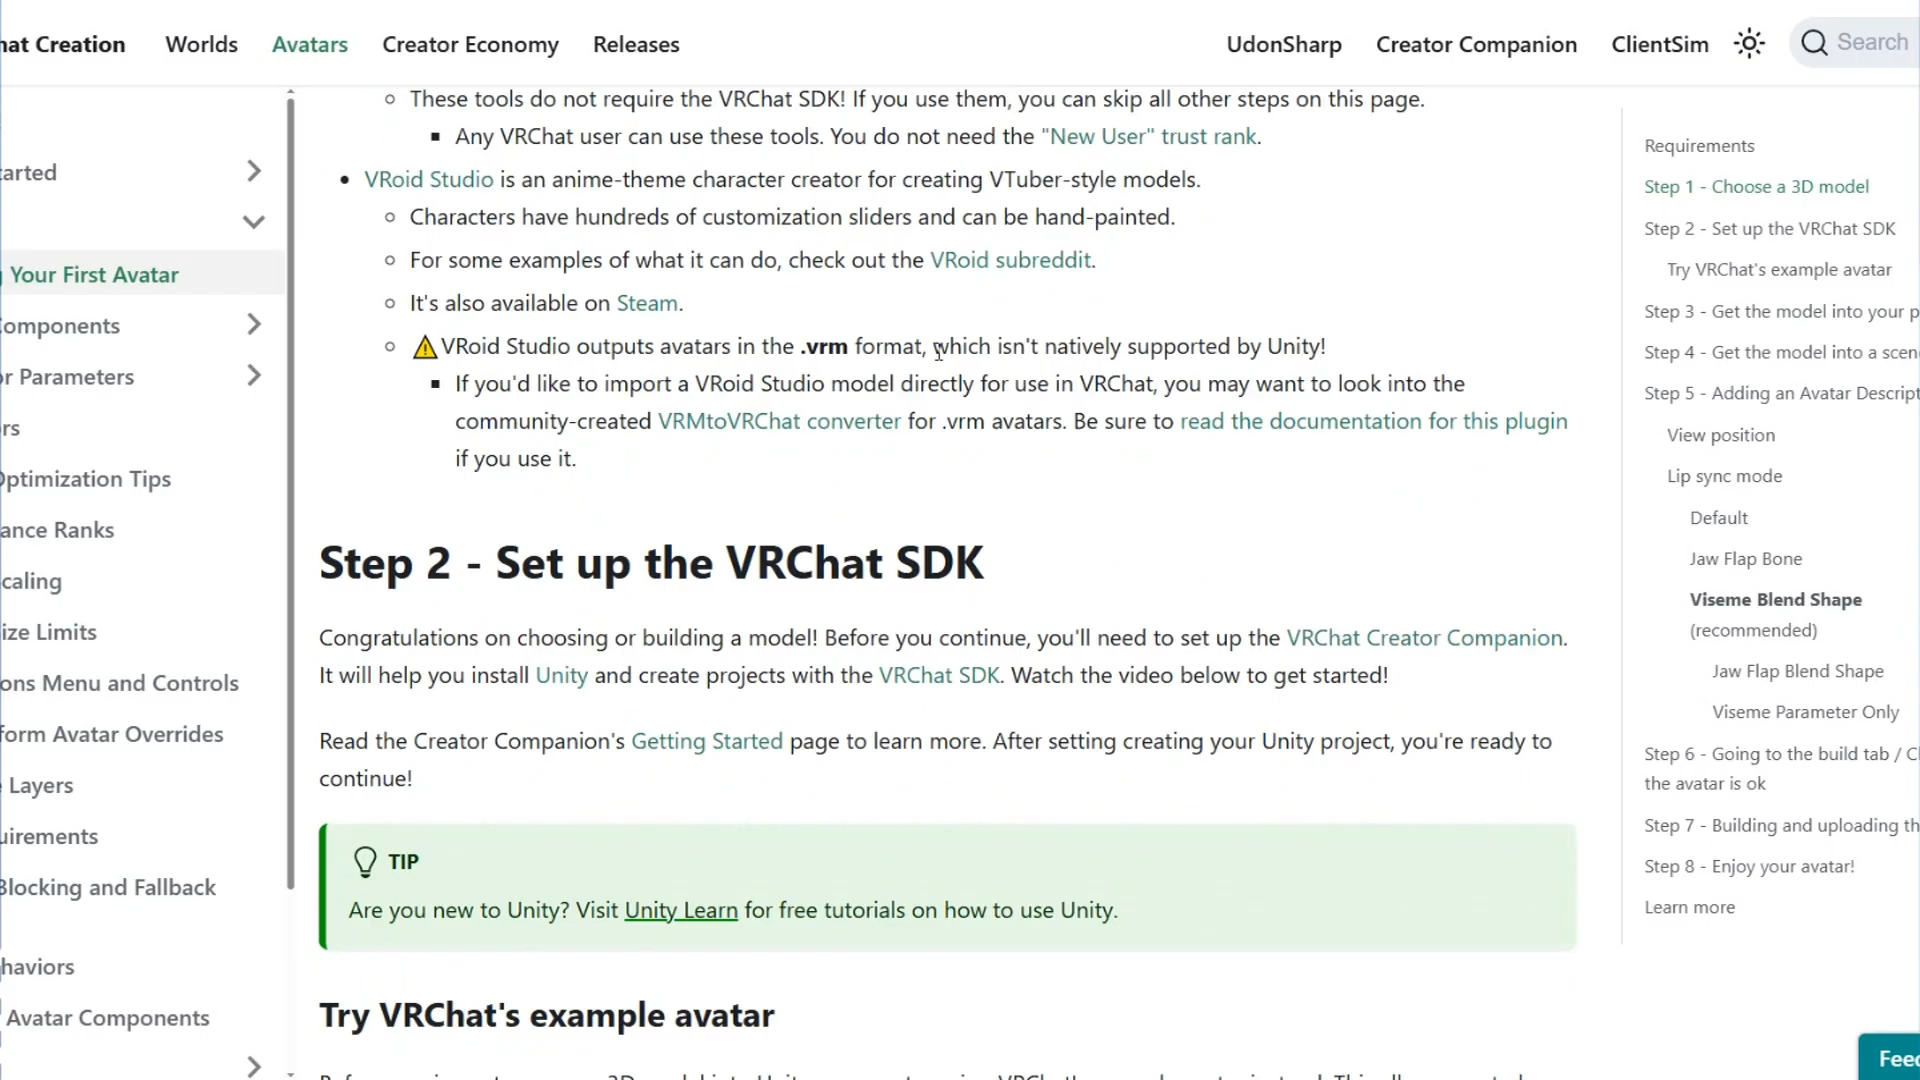 hat Creation
Worlds
Avatars
Creator Economy
Releases
UdonSharp
Creator Companion
ClientSim
Search
arted
Your First Avatar
Components
r Parameters
rs
Optimization Tips
ance Ranks
caling
ize Limits
ons Menu and Controls
form Avatar Overrides
Layers
uirements
Blocking and Fallback
haviors
Avatar Components
These tools do not require the VRChat SDK! If you use them, you can skip all other steps on this page.
Any VRChat user can use these tools. You do not need the "New User" trust rank.
VRoid Studio is an anime-theme character creator for creating VTuber-style models.
Characters have hundreds of customization sliders and can be hand-painted.
For some examples of what it can do, check out the VRoid subreddit.
It's also available on Steam.
⚠VRoid Studio outputs avatars in the .vrm format, which isn't natively supported by Unity!
If you'd like to import a VRoid Studio model directly for use in VRChat, you may want to look into the
community-created VRMtoVRChat converter for .vrm avatars. Be sure to read the documentation for this plugin
if you use it.
Step 2 - Set up the VRChat SDK
Congratulations on choosing or building a model! Before you continue, you'll need to set up the VRChat Creator Companion.
It will help you install Unity and create projects with the VRChat SDK. Watch the video below to get started!
Read the Creator Companion's Getting Started page to learn more. After setting creating your Unity project, you're ready to
continue!
TIP
Are you new to Unity? Visit Unity Learn for free tutorials on how to use Unity.
Try VRChat's example avatar
Requirements
Step 1 - Choose a 3D model
Step 2 - Set up the VRChat SDK
Try VRChat's example avatar
Step 3 - Get the model into your p
Step 4 - Get the model into a scen
Step 5 - Adding an Avatar Descript
View position
Lip sync mode
Default
Jaw Flap Bone
Viseme Blend Shape
(recommended)
Jaw Flap Blend Shape
Viseme Parameter Only
Step 6 - Going to the build tab / C
the avatar is ok
Step 7 - Building and uploading th
Step 8 - Enjoy your avatar!
Learn more
Feed